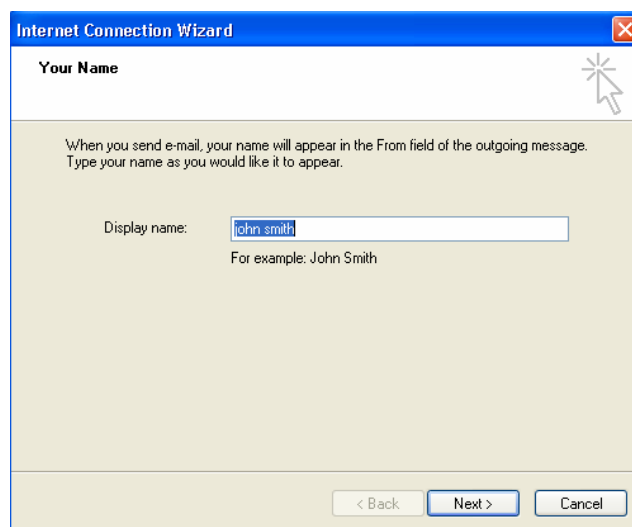 Internet Connection Wizard
Your Name
When you send e-mail, your name will appear in the From field of the outgoing message.
Type your name as you would like it to appear.
Display name: john smith
For example: John Smith
< Back Next > Cancel